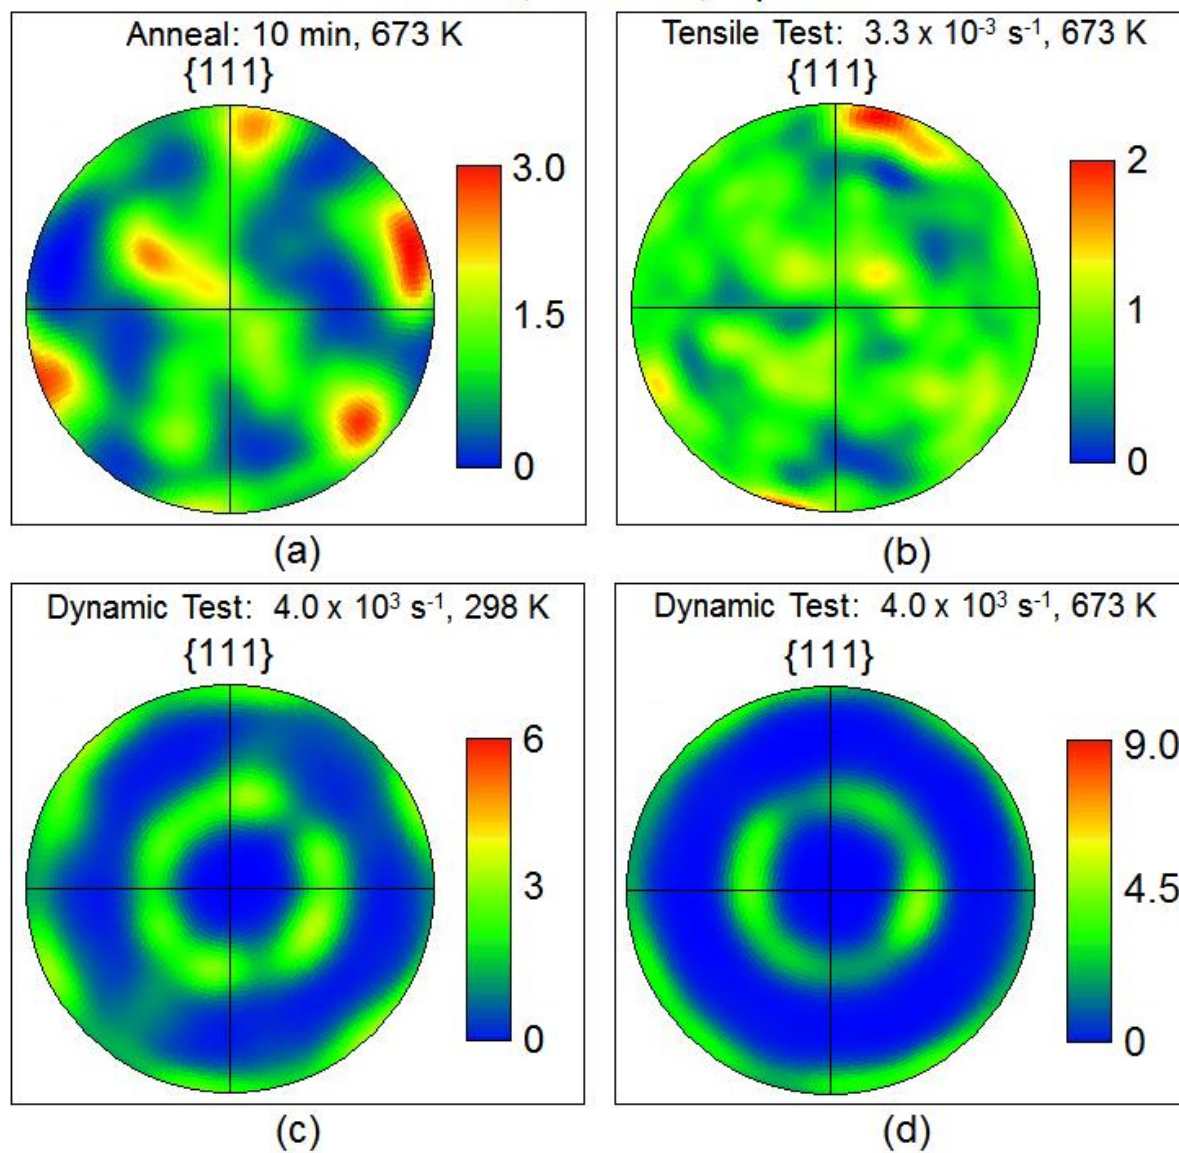 Anneal: 10 min, 673 K
{111}
3.0
1.5
0
(a)
Tensile Test: 3.3 x 10⁻³ s⁻¹, 673 K
{111}
2
1
0
(b)
Dynamic Test: 4.0 x 10³ s⁻¹, 298 K
{111}
6
3
0
(c)
Dynamic Test: 4.0 x 10³ s⁻¹, 673 K
{111}
9.0
4.5
0
(d)